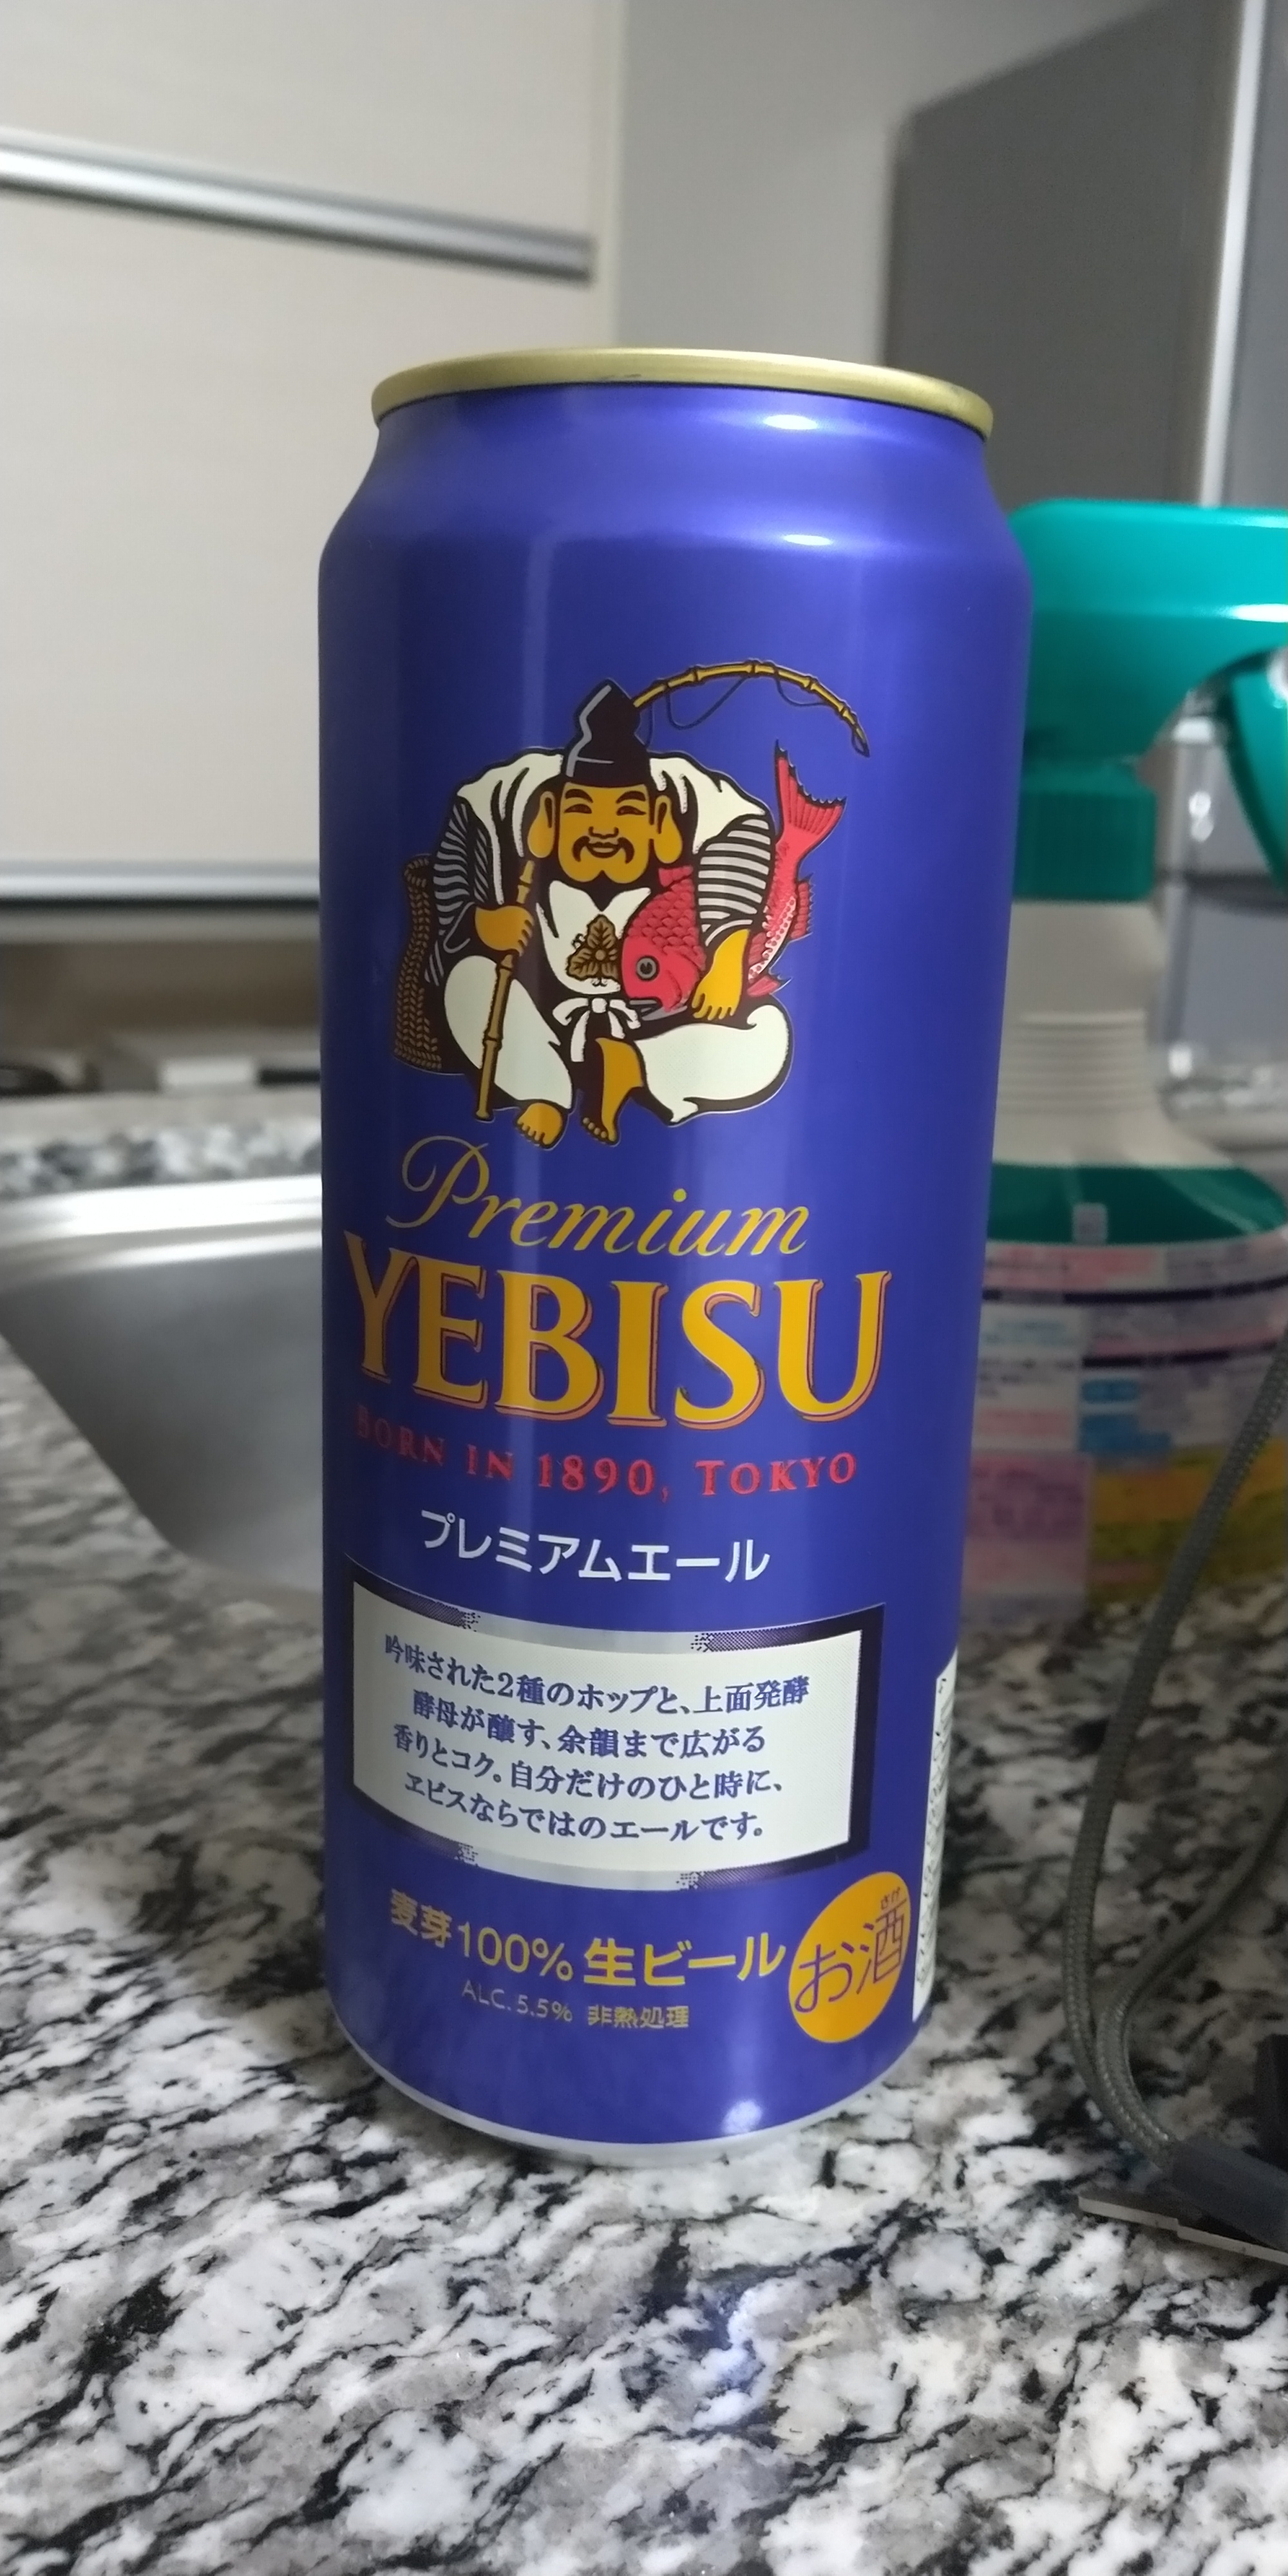 Premium
YEBISU
BORN IN 1890, TOKYO
プレミアムエール
吟味された2種のホップと、上面発酵
酵母が醸す、余韻まで広がる
香りとコク。自分だけのひと時に、
ヱビスならではのエールです。
麦芽100% 生ビール
ALC. 5.5% 非熱処理
さけ
お酒